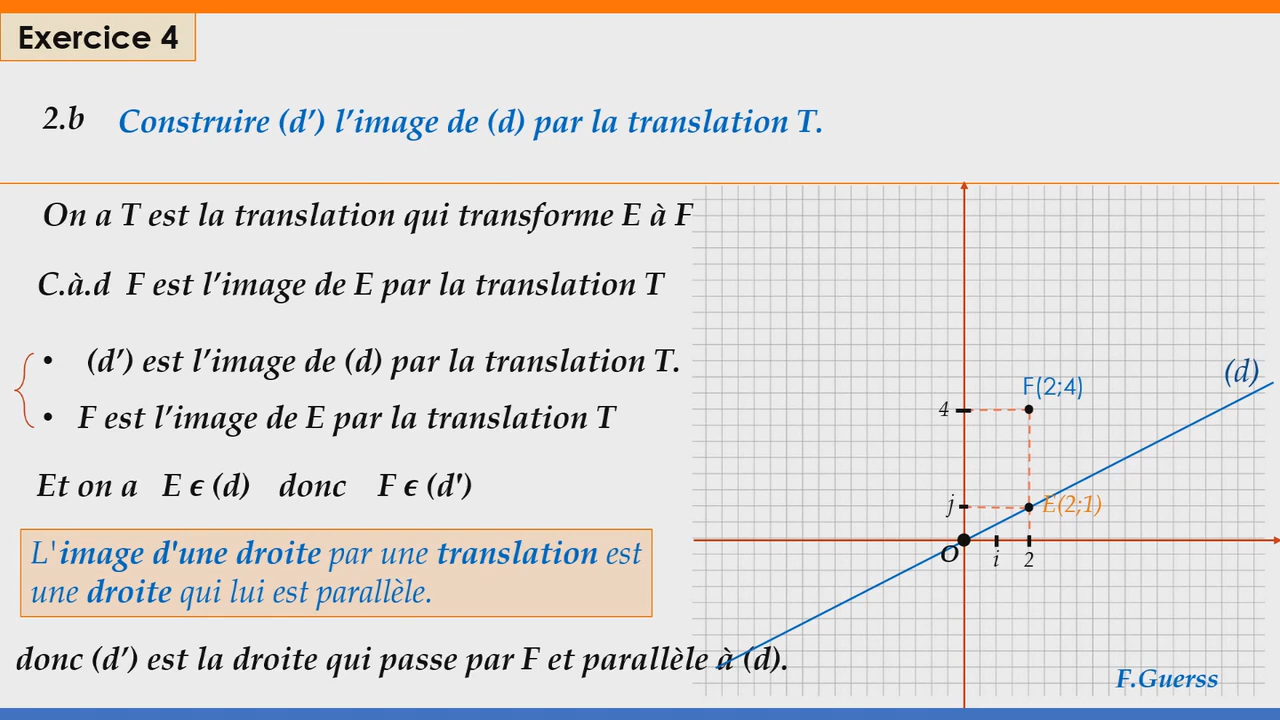 Exercice 4
2.b Construire (d’) l’image de (d) par la translation T.
On a T est la translation qui transforme E à F
C.à.d F est l’image de E par la translation T
• (d’) est l’image de (d) par la translation T.
• F est l’image de E par la translation T
Et on a E ϵ (d) donc F ϵ (d')
L'image d'une droite par une translation est
une droite qui lui est parallèle.
donc (d’) est la droite qui passe par F et parallèle à (d).
(d)
F(2;4)
4
j
E(2;1)
O
i
2
F.Guerss